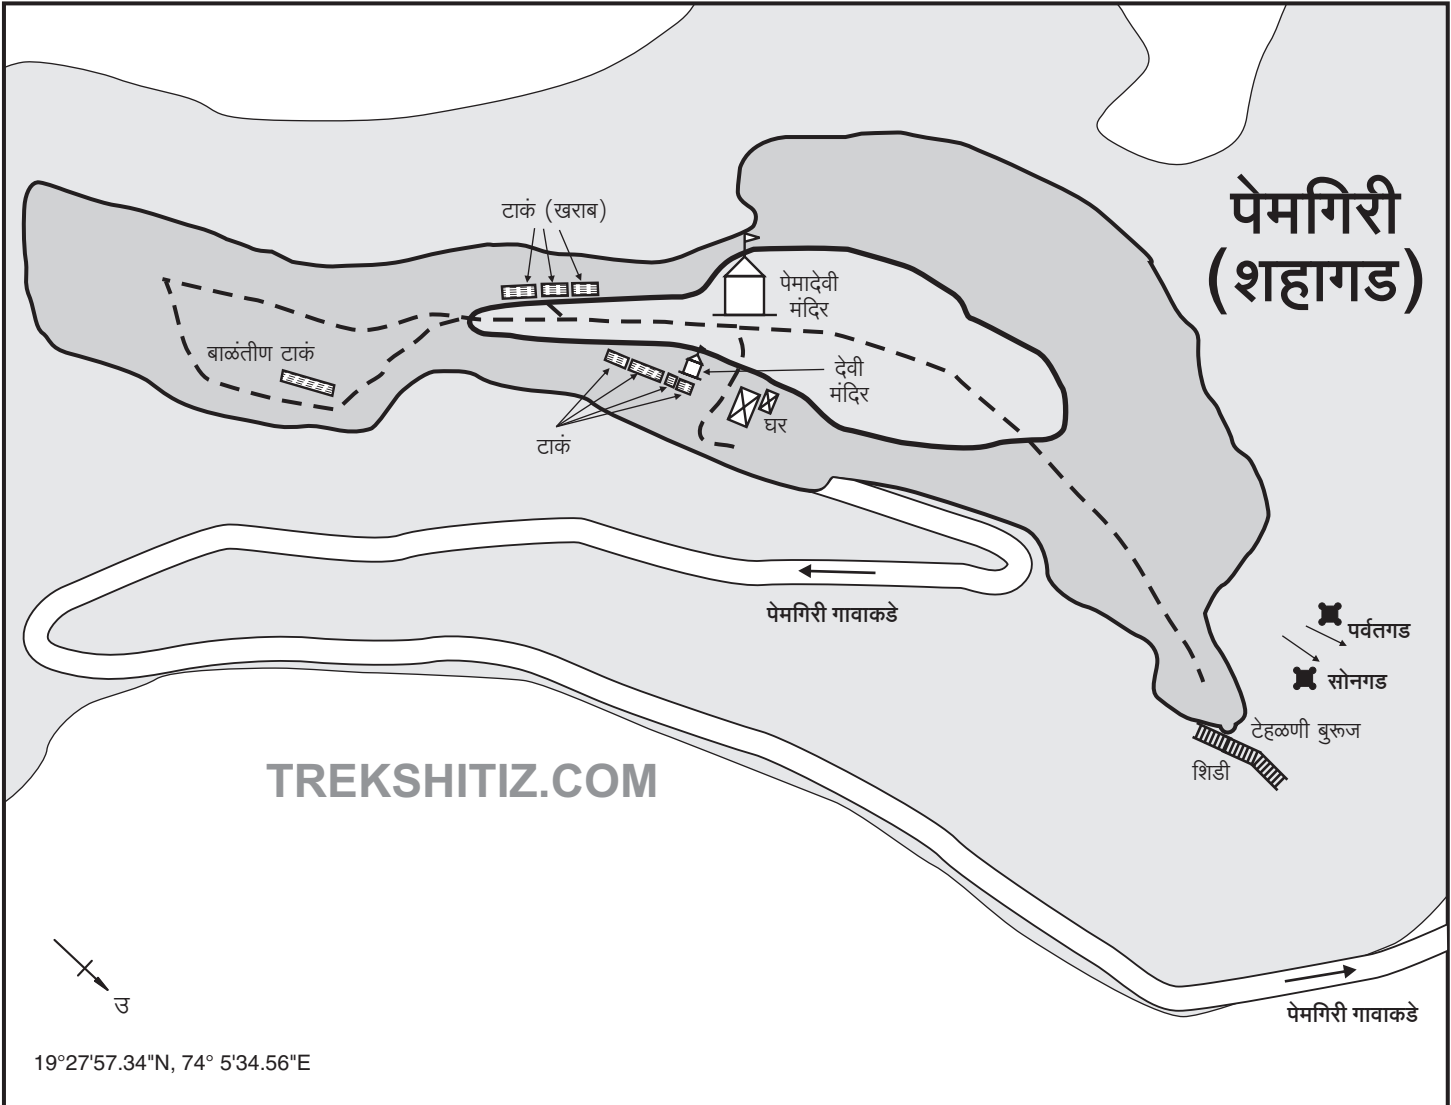 टाकं (खराब)
पेमगिरी
(शहागड)
पेमादेवी
मंदिर
बाळंतीण टाकं
देवी
मंदिर
घर
टाकं
पेमगिरी गावाकडे
पर्वतगड
सोनगड
टेहळणी बुरूज
शिडी
TREKSHITIZ.COM
उ
पेमगिरी गावाकडे
19°27'57.34"N, 74° 5'34.56"E